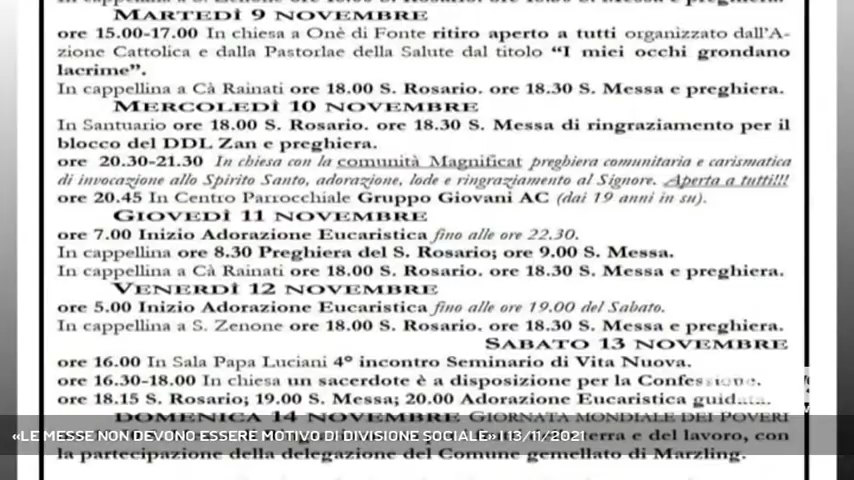 MARTEDÌ 9 NOVEMBRE
ore 15.00-17.00 In chiesa a Onè di Fonte ritiro aperto a tutti organizzato dall'A-
zione Cattolica e dalla Pastorlae della Salute dal titolo "I miei occhi grondano
lacrime".
In cappellina a Cà Rainati ore 18.00 S. Rosario. ore 18.30 S. Messa e preghiera.
MERCOLEDÌ 10 NOVEMBRE
In Santuario ore 18.00 S. Rosario. ore 18.30 S. Messa di ringraziamento per il
blocco del DDL Zan e preghiera.
ore 20.30-21.30 In chiesa con la comunità Magnificat preghiera comunitaria e carismatica
di invocazione allo Spirito Santo, adorazione, lode e ringraziamento al Signore. Aperta a tutti!!!
ore 20.45 In Centro Parrocchiale Gruppo Giovani AC (dai 19 anni in su).
GIOVEDÌ 11 NOVEMBRE
ore 7.00 Inizio Adorazione Eucaristica fino alle ore 22.30.
In cappellina ore 8.30 Preghiera del S. Rosario; ore 9.00 S. Messa.
In cappellina a Cà Rainati ore 18.00 S. Rosario. ore 18.30 S. Messa e preghiera.
VENERDÌ 12 NOVEMBRE
ore 5.00 Inizio Adorazione Eucaristica fino alle ore 19.00 del Sabato.
In cappellina a S. Zenone ore 18.00 S. Rosario. ore 18.30 S. Messa e preghiera.
SABATO 13 NOVEMBRE
ore 16.00 In Sala Papa Luciani 4° incontro Seminario di Vita Nuova.
ore 16.30-18.00 In chiesa un sacerdote è a disposizione per la Confessione.
ore 18.15 S. Rosario; 19.00 S. Messa; 20.00 Adorazione Eucaristica guidata.
DOMENICA 14 NOVEMBRE GIORNATA MONDIALE DEI POVERI
«LE MESSE NON DEVONO ESSERE MOTIVO DI DIVISIONE SOCIALE» | 13/11/2021
e del lavoro, con
la partecipazione della delegazione del Comune gemellato di Marzling.